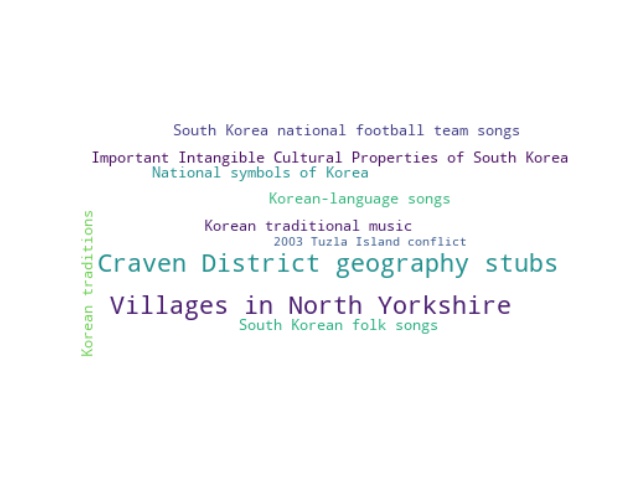 South Korea national football team songs
Important Intangible Cultural Properties of South Korea
National symbols of Korea
Korean-language songs
Korean traditional music
2003 Tuzla Island conflict
Craven District geography stubs
Villages in North Yorkshire
South Korean folk songs
Korean traditions